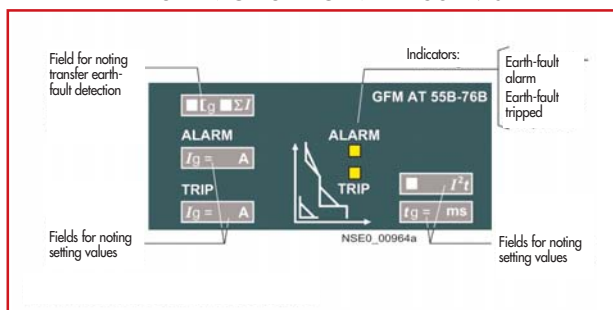 Field for noting
transfer earth-
fault detection
Indicators:
Earth-fault
alarm
Earth-fault
tripped
GFM AT 55B-76B
Ig ΣI
ALARM
Ig = A
TRIP
Ig = A
ALARM
TRIP
I²t
tg = ms
NSE0_00964a
Fields for noting
setting values
Fields for noting
setting values